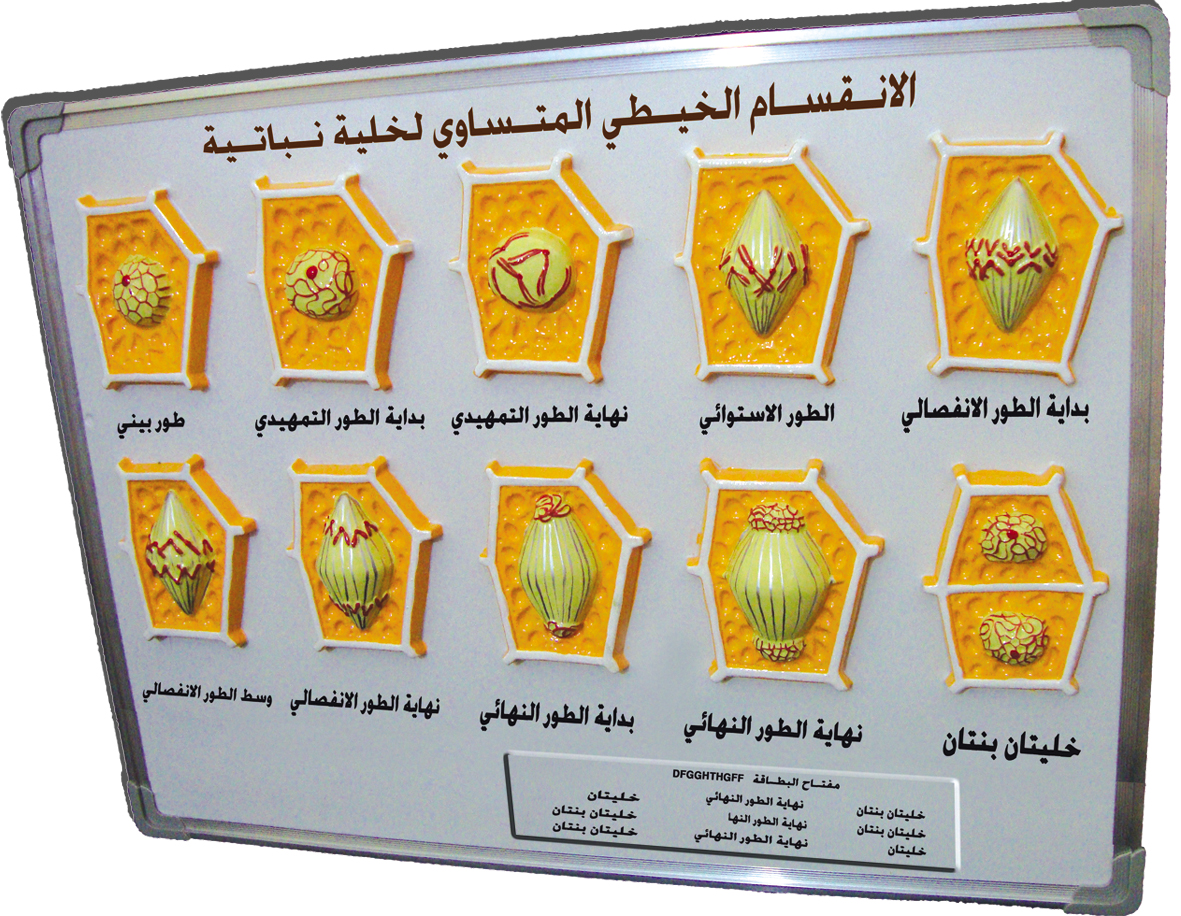 الانقسام الخيطي المتساوي لخلية نباتية
طور بيني
بداية الطور التمهيدي
نهاية الطور التمهيدي
الطور الاستوائي
بداية الطور الانفصالي
وسط الطور الانفصالي
نهاية الطور الانفصالي
بداية الطور النهائي
نهاية الطور النهائي
خليتان بنتان
مفتاح البطاقة DFGGHTHGFF
خليتان بنتان نهاية الطور النهائي خليتان
خليتان بنتان نهاية الطور النها خليتان بنتان
خليتان نهاية الطور النهائي خليتان بنتان